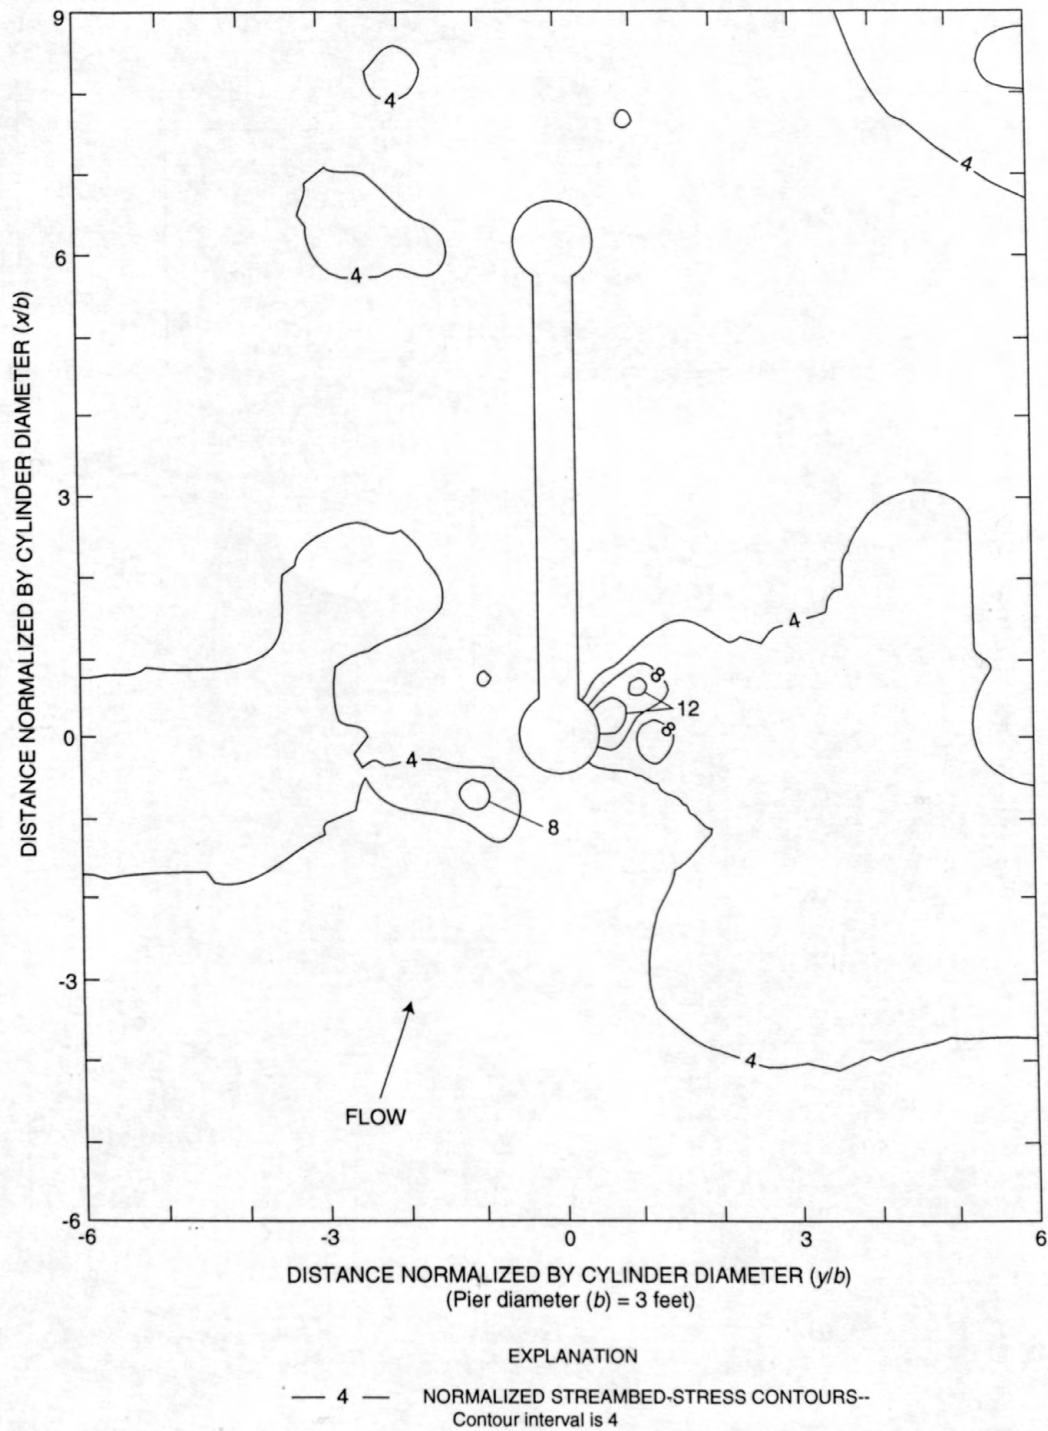 9
4
4
4
6
DISTANCE NORMALIZED BY CYLINDER DIAMETER (x/b)
3
4
8
12
8
0
4
8
-3
4
FLOW
-6
-6 -3 0 3 6
DISTANCE NORMALIZED BY CYLINDER DIAMETER (y/b)
(Pier diameter (b) = 3 feet)
EXPLANATION
4 NORMALIZED STREAMBED-STRESS CONTOURS--
Contour interval is 4